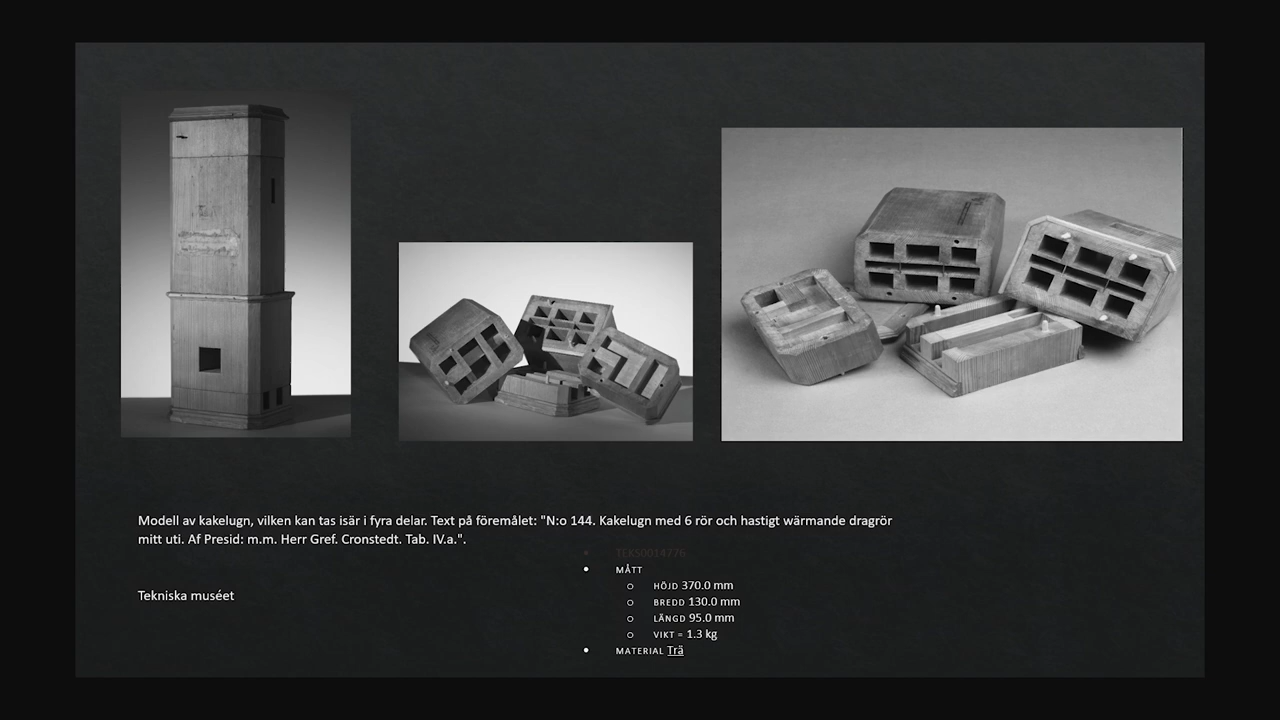 Modell av kakelugn, vilken kan tas isär i fyra delar. Text på föremålet: "N:o 144. Kakelugn med 6 rör och hastigt wärmande dragrör
mitt uti. Af Presid: m.m. Herr Gref. Cronstedt. Tab. IV.a.".
Tekniska muséet
• TEKS0014776
• MÅTT
○ HÖJD 370.0 mm
○ BREDD 130.0 mm
○ LÄNGD 95.0 mm
○ VIKT = 1.3 kg
• MATERIAL Trä